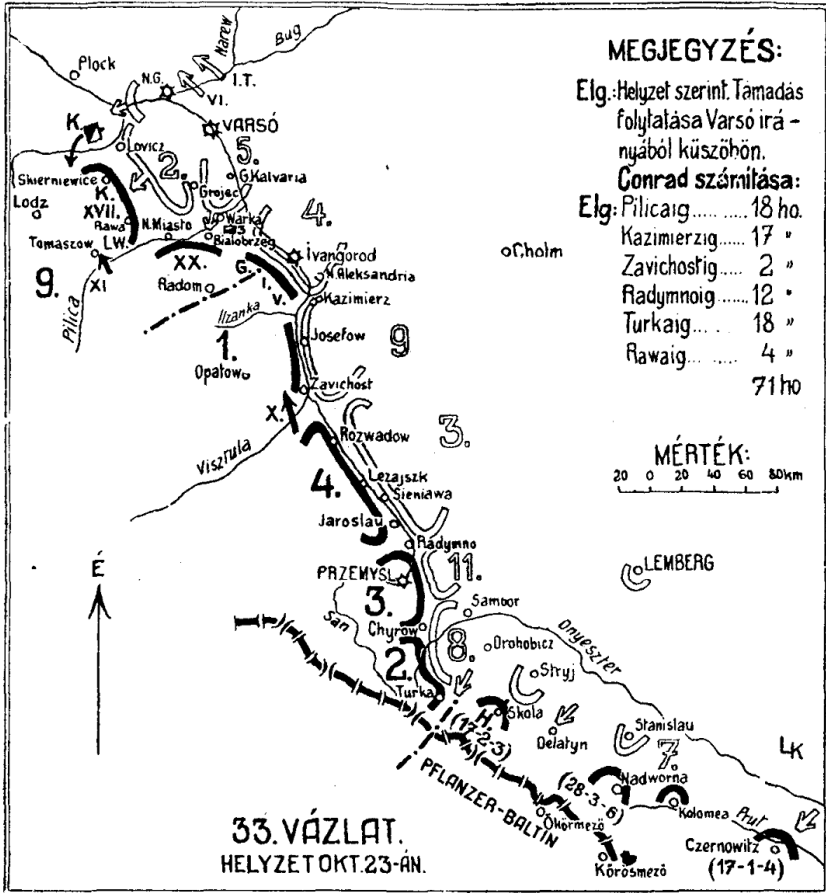 MEGJEGYZÉS:
Elg.: Helyzet szerint. Támadás
folytatása Varsó irá-
nyából küszöbön.
Conrad számítása:
Elg: Pilicaig........ 18 ho.
Kazimierzig ..... 17 "
Zavichostig ..... 2 "
Radymnoig ...... 12 "
Turkaig... .... 18 "
Rawaig .... .... 4 "
71 ho
MÉRTÉK:
20 0 20 40 60 80km
É
Plock
Narew
Bug
N.G.
I.T.
VI.
VARSÓ
K.
Lovicz
2.
5.
G.Kalvaria
Skierniewice
K.
Grojec
Lodz
XVII.
Rawa
N.Miasto
Warka
4.
LW.
Bialobrzeg
Tomaszow
Ivangorod
Cholm
9.
XI
XX.
G.
N.Aleksandria
I.
Radom
V.
Kazimierz
Pilica
Ilzanka
1.
Josefow
9
Opatow
Zavichost
X.
3.
Rozwadow
Visztula
4.
Lezajszk
Sieniawa
Jaroslau
Radymno
LEMBERG
PRZEMYSL
11.
3.
San
Sambor
Chyrów
Dnyeszter
8.
Drohobicz
2.
Stryj
Turka
H.
Skola
(17-2-3)
Delatyn
Stanislau
7.
LK
PFLANZER-BALTIN
(28-3-6)
Nadworna
Kolomea
Prut
Ökörmező
Czernowitz
(17-1-4)
Kőrösmező
33. VÁZLAT.
HELYZET OKT. 23-ÁN.